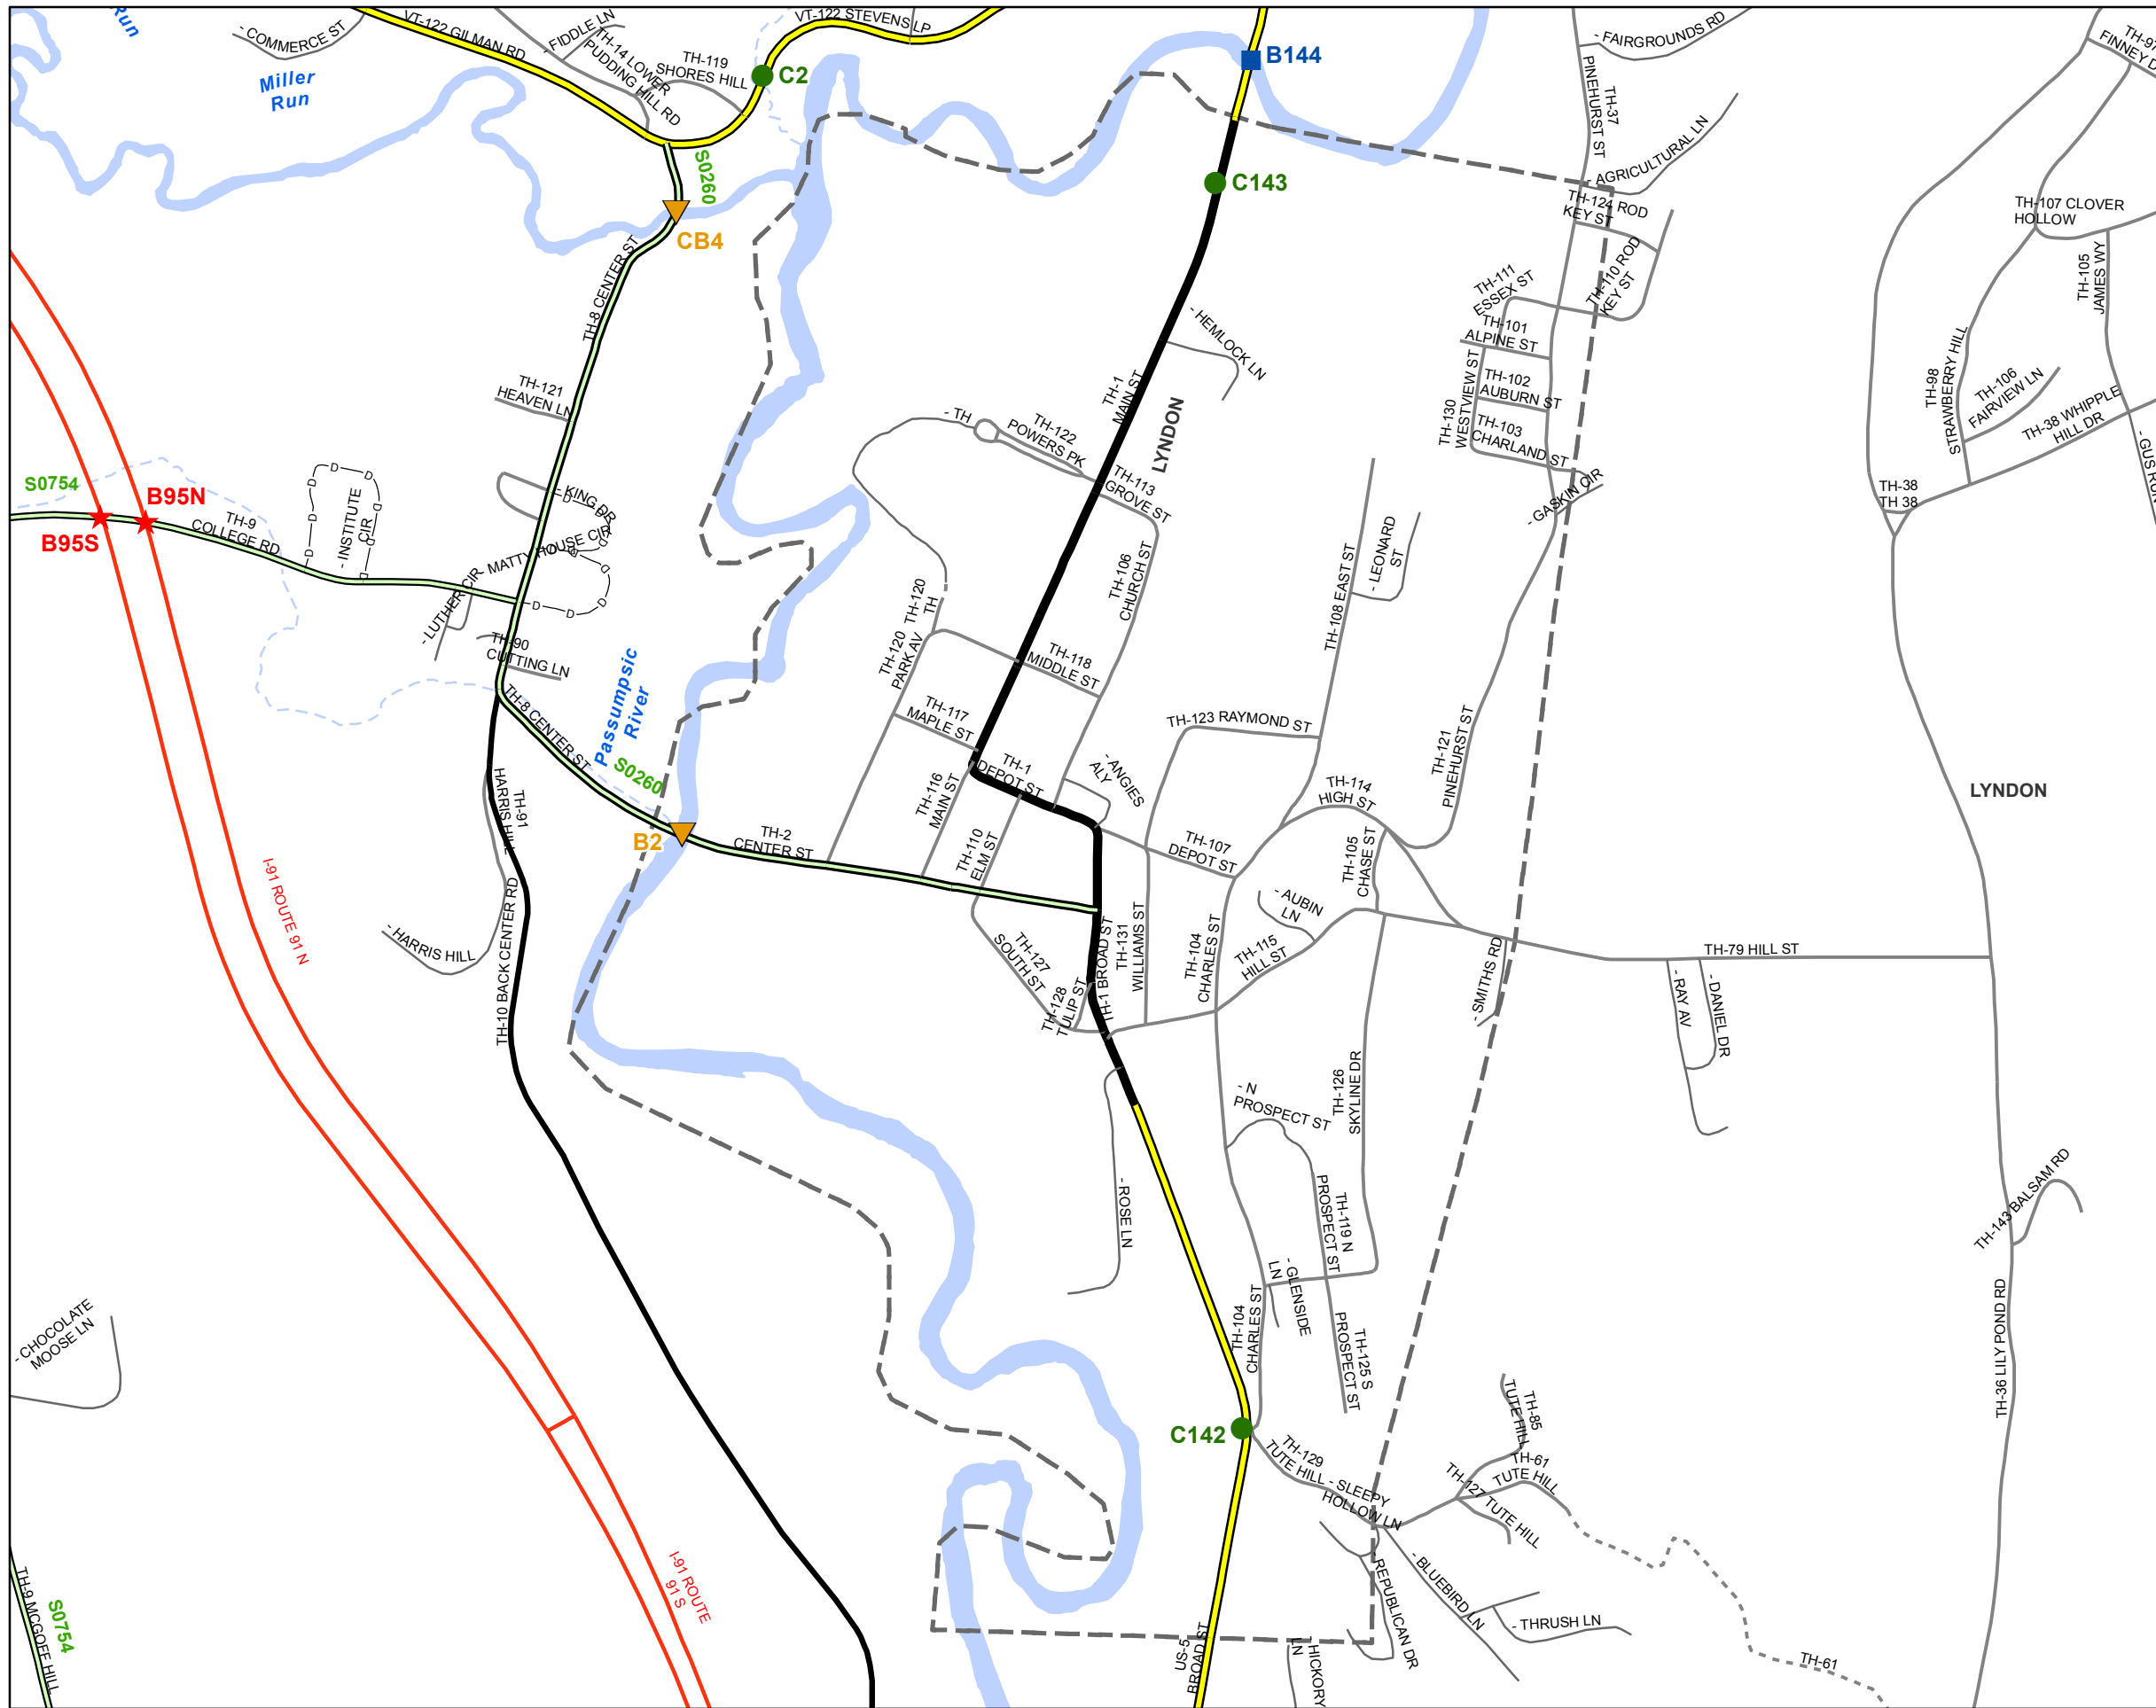 Run
- COMMERCE ST
VT-122 GILMAN RD
- FIDDLE LN
TH-14 LOWER
PUDDING HILL RD
TH-119
SHORES HILL
VT-122 STEVENS LP
C2
B144
- FAIRGROUNDS RD
TH-37
PINEHURST ST
FINNEY D
Miller
Run
S0260
CB4
C143
- AGRICULTURAL LN
TH-124 ROD
KEY ST
TH-107 CLOVER
HOLLOW
TH-105
JAMES WY
TH-8 CENTER ST
TH-110 ROD
KEY ST
TH-111
ESSEX ST
TH-101
ALPINE ST
- HEMLOCK LN
TH-121
HEAVEN LN
TH-1
MAIN ST
LYNDON
TH-130
WESTVIEW ST
TH-102
AUBURN ST
TH-103
CHARLAND ST
TH-98
STRAWBERRY HILL
TH-106
FAIRVIEW LN
TH-38 WHIPPLE
HILL DR
- GUS RUN
- TH
TH-122
POWERS PK
TH-113
GROVE ST
- GASKIN CIR
TH-38
TH 38
S0754
B95N
B95S
TH-9
COLLEGE RD
- INSTITUTE
CIR
- KING DR
- MATTY HOUSE CIR
- LUTHER CIR
TH-90
CUTTING LN
TH-106
CHURCH ST
TH-108 EAST ST
- LEONARD
ST
TH-120
TH
TH-120
PARK AV
TH-118
MIDDLE ST
Passumpsic
River
TH-8 CENTER ST
S0260
TH-117
MAPLE ST
TH-123 RAYMOND ST
TH-121
PINEHURST ST
TH-1
DEPOT ST
- ANGIES
ALY
TH-116
MAIN ST
TH-114
HIGH ST
LYNDON
TH-91
HARRIS HILL
B2
TH-2
CENTER ST
TH-110
ELM ST
TH-107
DEPOT ST
TH-105
CHASE ST
I-91 ROUTE 91 N
- HARRIS HILL
TH-10 BACK CENTER RD
TH-127
SOUTH ST
TH-128
TULIP ST
TH-1 BROAD ST
TH-131
WILLIAMS ST
TH-104
CHARLES ST
- AUBIN
LN
TH-115
HILL ST
- SMITHS RD
TH-79 HILL ST
- RAY AV
- DANIEL DR
- N
PROSPECT ST
TH-126
SKYLINE DR
- ROSE LN
TH-119 N
PROSPECT ST
TH-143 BALSAM RD
- GLENSIDE
LN
TH-104
CHARLES ST
TH-125 S
PROSPECT ST
TH-36 LILY POND RD
- CHOCOLATE
MOOSE LN
C142
TH-129
TUTE HILL
- SLEEPY
HOLLOW LN
TH-85
TUTE HILL
TH-61
TUTE HILL
TH-127 TUTE HILL
I-91 ROUTE
91 S
- REPUBLICAN DR
- BLUEBIRD LN
- THRUSH LN
TH-61
TH-9 MCGOFF HILL
S0754
US-5
BROAD ST
- HICKORY
LN